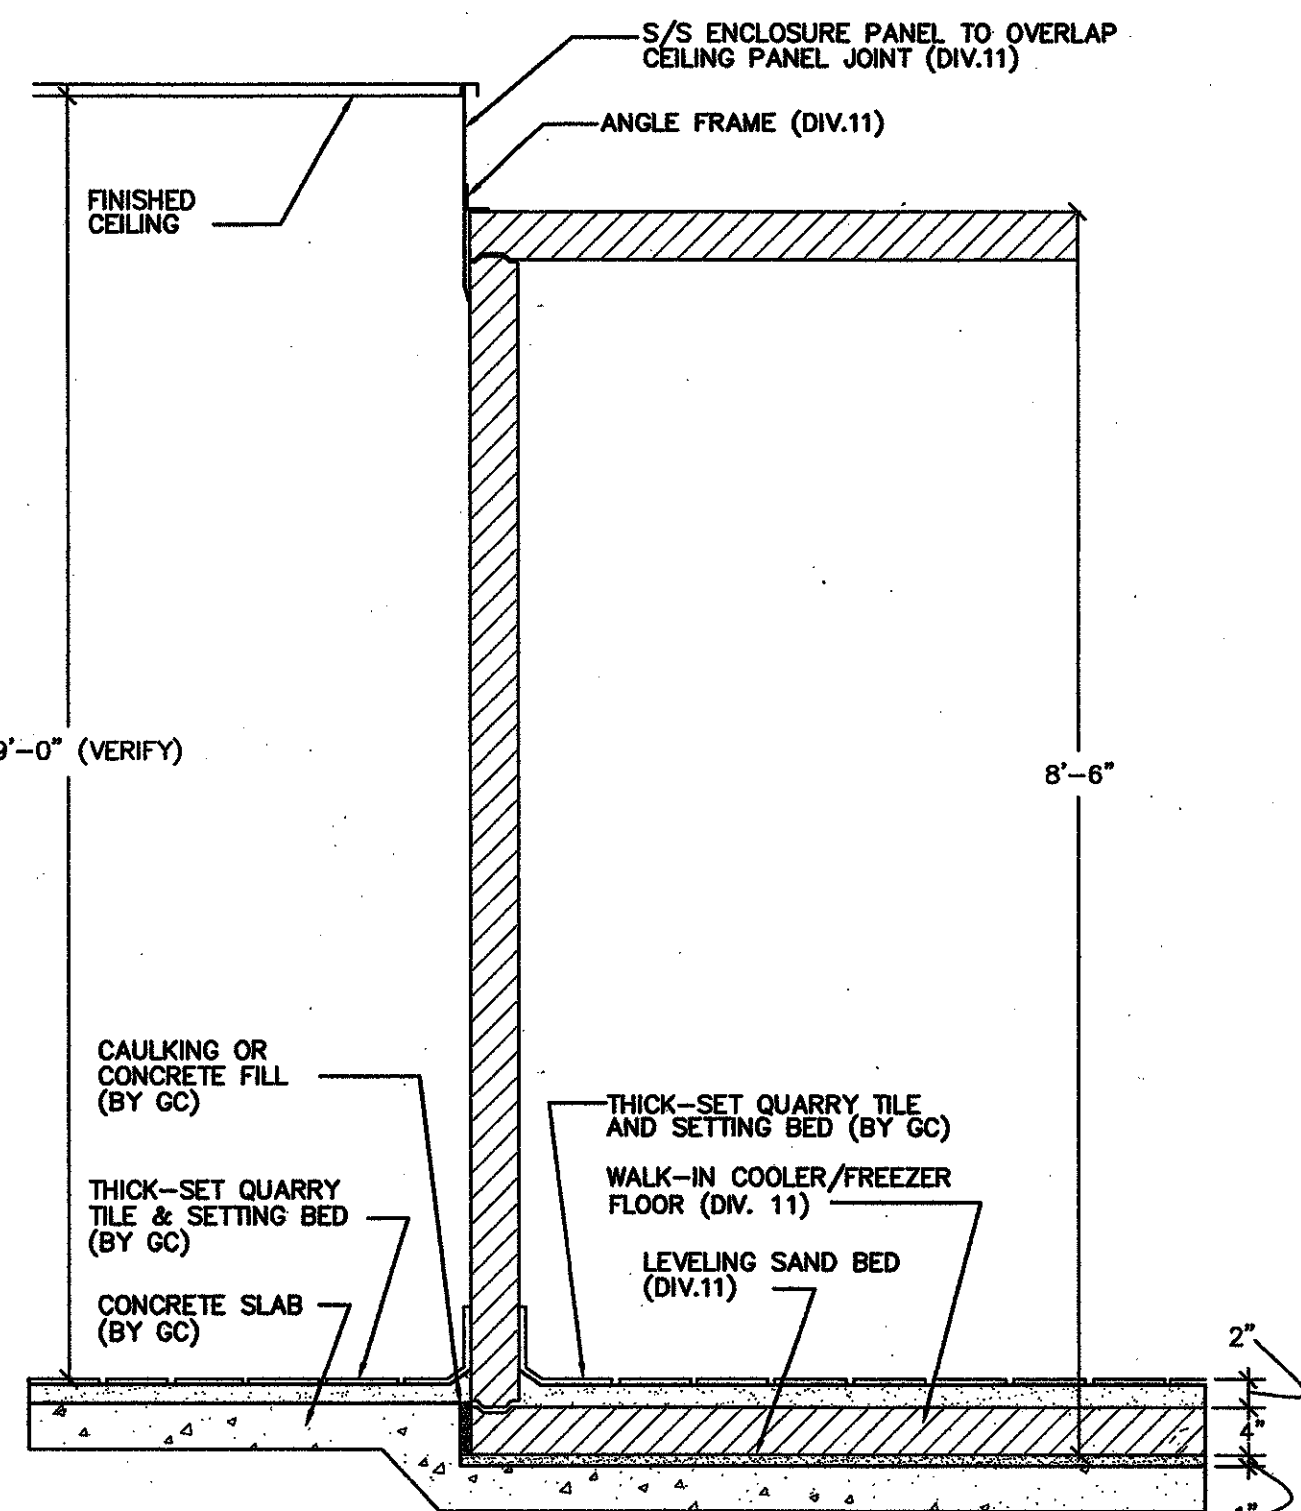 S/S ENCLOSURE PANEL TO OVERLAP
CEILING PANEL JOINT (DIV.11)
ANGLE FRAME (DIV.11)
FINISHED
CEILING
9'-0" (VERIFY)
8'-6"
CAULKING OR
CONCRETE FILL
(BY GC)
THICK-SET QUARRY TILE
AND SETTING BED (BY GC)
WALK-IN COOLER/FREEZER
FLOOR (DIV. 11)
THICK-SET QUARRY
TILE & SETTING BED
(BY GC)
LEVELING SAND BED
(DIV.11)
CONCRETE SLAB
(BY GC)
2"
4"